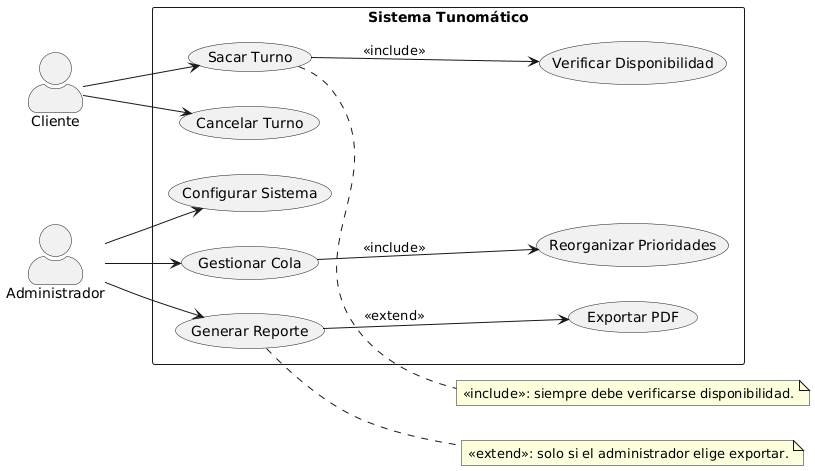 Sistema Tunomático
Sacar Turno
«include»
Verificar Disponibilidad
Cliente
Cancelar Turno
Configurar Sistema
Gestionar Cola
«include»
Reorganizar Prioridades
Administrador
Generar Reporte
«extend»
Exportar PDF
«include»: siempre debe verificarse disponibilidad.
«extend»: solo si el administrador elige exportar.